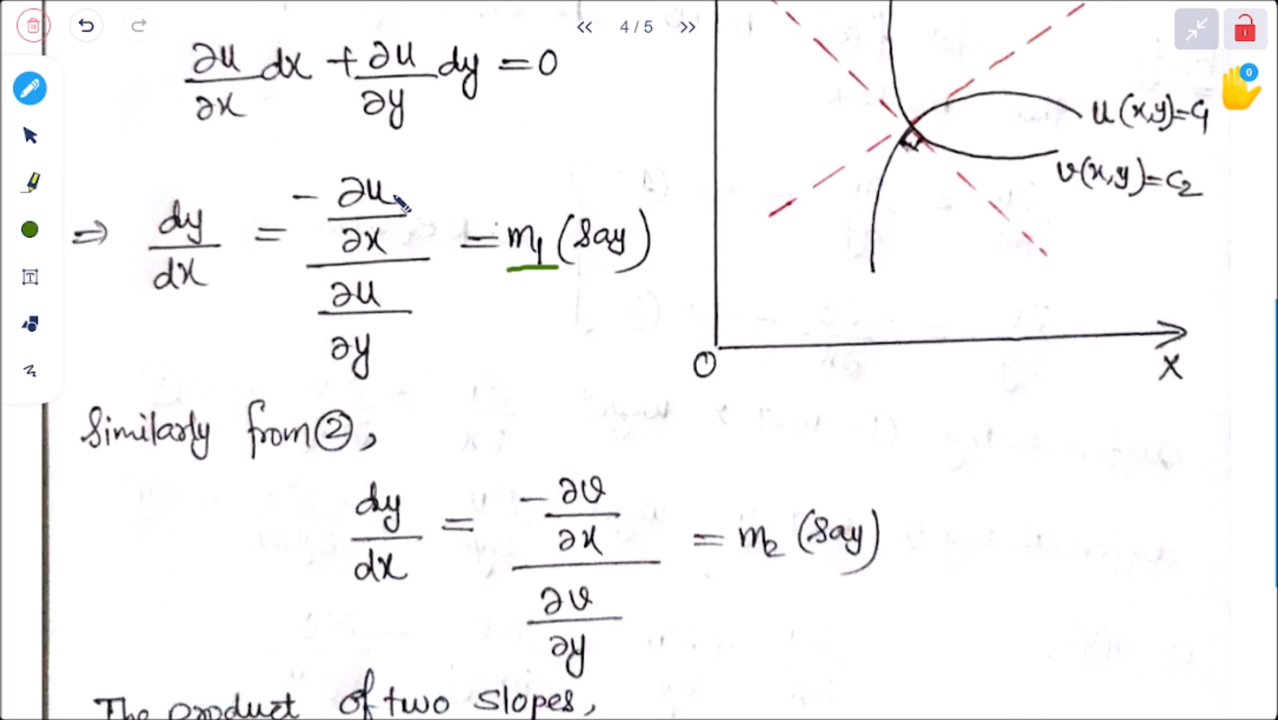 4 / 5
∂u/∂x dx + ∂u/∂y dy = 0
⇒ dy/dx = (-∂u/∂x)/(∂u/∂y) = m₁ (say)
u(x,y)=c₁
v(x,y)=c₂
O
X
Similarly from ②,
dy/dx = (-∂v/∂x)/(∂v/∂y) = m₂ (say)
The product of two slopes,
0